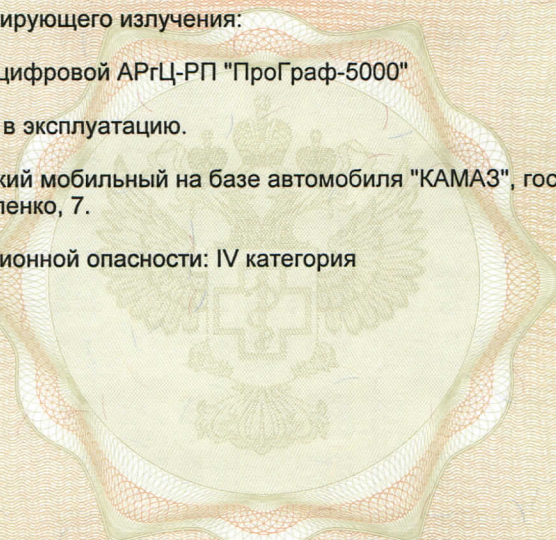 ирующего излучения:
цифровой АРгЦ-РП "ПроГраф-5000"
в эксплуатацию.
кий мобильный на базе автомобиля "КАМАЗ", гос
ленко, 7.
ионной опасности: IV категория